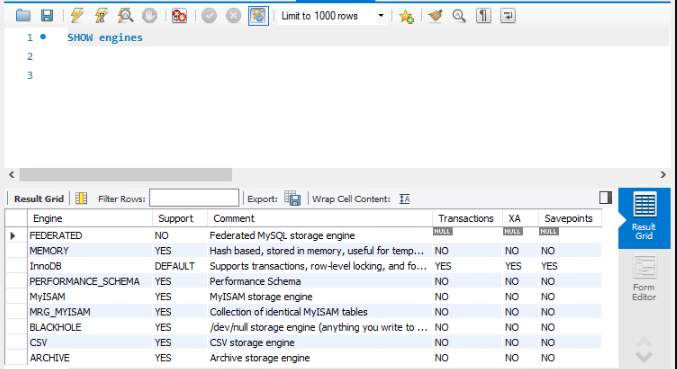 Limit to 1000 rows
1 SHOW engines
2
3
Result Grid Filter Rows: Export: Wrap Cell Content: IA
Engine Support Comment Transactions XA Savepoints
FEDERATED NO Federated MySQL storage engine NULL NULL NULL
MEMORY YES Hash based, stored in memory, useful for temp... NO NO NO
InnoDB DEFAULT Supports transactions, row-level locking, and fo... YES YES YES
PERFORMANCE_SCHEMA YES Performance Schema NO NO NO
MyISAM YES MyISAM storage engine NO NO NO
MRG_MYISAM YES Collection of identical MyISAM tables NO NO NO
BLACKHOLE YES /dev/null storage engine (anything you write to ... NO NO NO
CSV YES CSV storage engine NO NO NO
ARCHIVE YES Archive storage engine NO NO NO
Result
Grid
Form
Editor